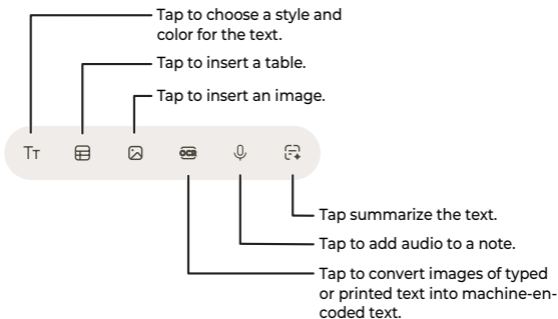 Tap to choose a style and
color for the text.
Tap to insert a table.
Tap to insert an image.
TT
OCR
Tap summarize the text.
Tap to add audio to a note.
Tap to convert images of typed
or printed text into machine-en-
coded text.